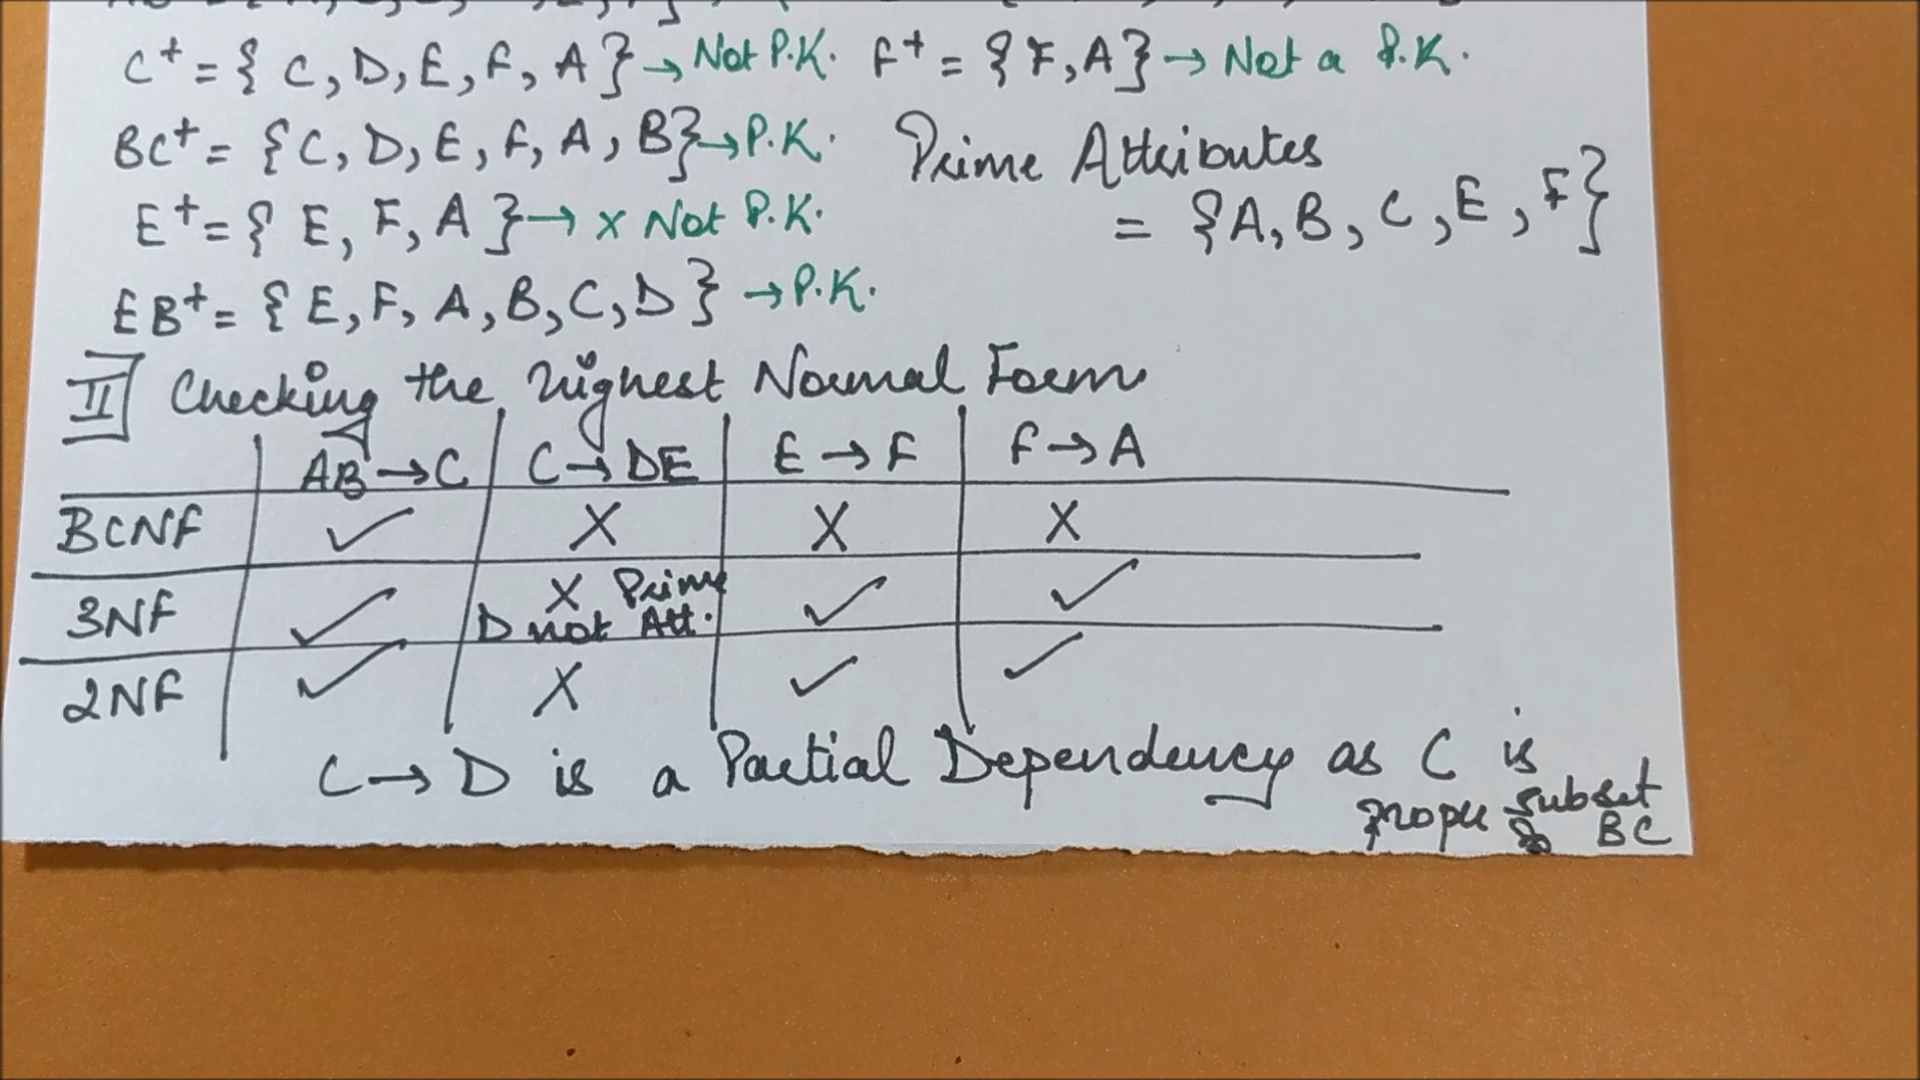 C+ = { C, D, E, F, A } → Not P.K. F+ = { F, A } → Not a P.K.
BC+ = { C, D, E, F, A, B } → P.K. Prime Attributes
E+ = { E, F, A } → x Not P.K. = { A, B, C, E, F }
EB+ = { E, F, A, B, C, D } → P.K.
II Checking the highest Normal Form
AB → C C → DE E → F F → A
BCNF ✓ X X X
3NF ✓ X Prime D not Att. ✓ ✓
2NF ✓ X ✓ ✓
C → D is a Partial Dependency as C is
proper subset
BC